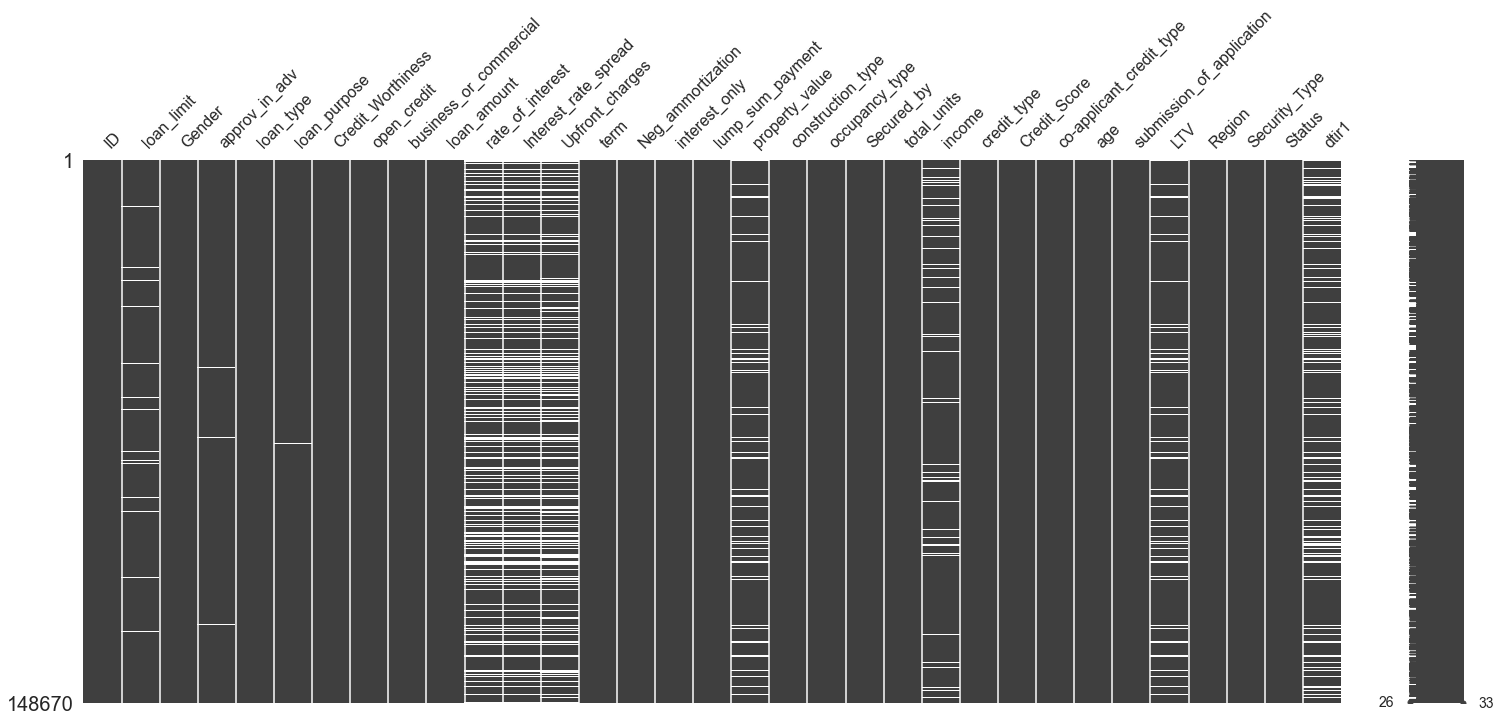 ID
loan_limit
Gender
approv_in_adv
loan_type
loan_purpose
Credit_Worthiness
open_credit
business_or_commercial
loan_amount
rate_of_interest
Interest_rate_spread
Upfront_charges
term
Neg_ammortization
interest_only
lump_sum_payment
property_value
construction_type
occupancy_type
Secured_by
total_units
income
credit_type
Credit_Score
co-applicant_credit_type
age
submission_of_application
LTV
Region
Security_Type
Status
dtir1
1
148670
26
33